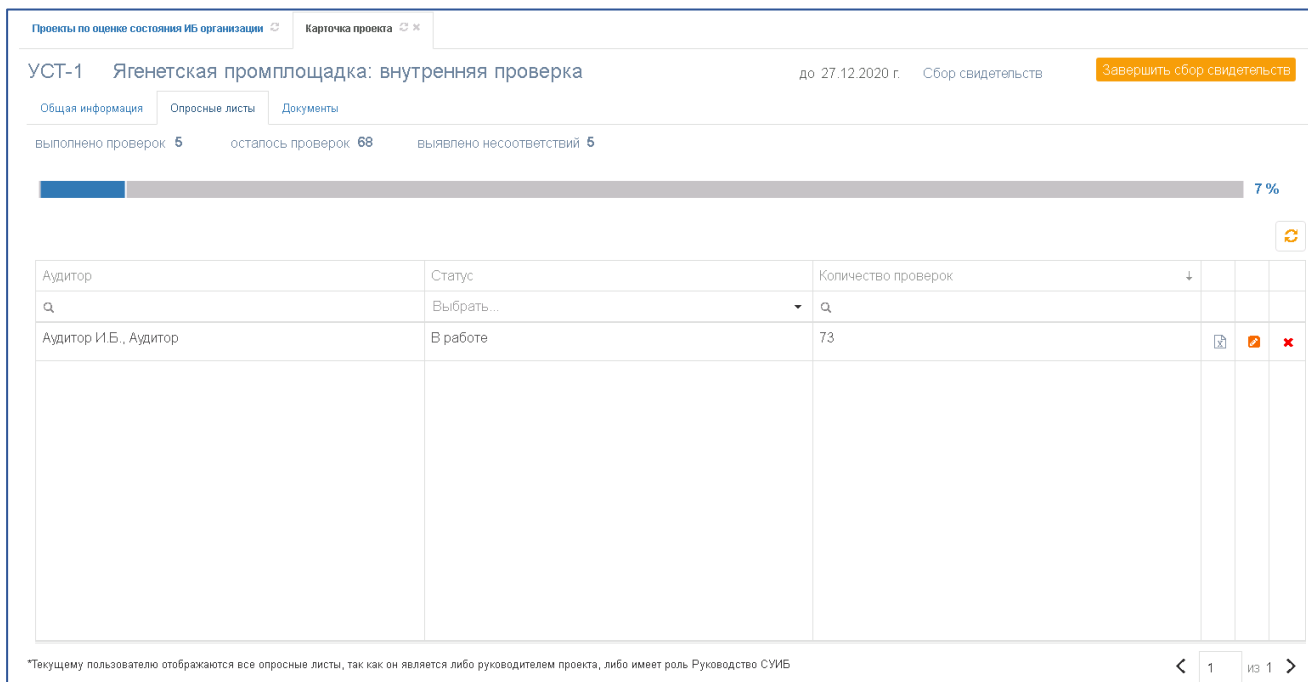 Проекты по оценке состояния ИБ организации Карточка проекта
УСТ-1 Ягенетская промплощадка: внутренняя проверка до 27.12.2020 г. Сбор свидетельств Завершить сбор свидетельств
Общая информация Опросные листы Документы
выполнено проверок 5 осталось проверок 68 выявлено несоответствий 5
7 %
Аудитор Статус Количество проверок
Выбрать...
Аудитор И.Б., Аудитор В работе 73
*Текущему пользователю отображаются все опросные листы, так как он является либо руководителем проекта, либо имеет роль Руководство СУИБ
1 из 1